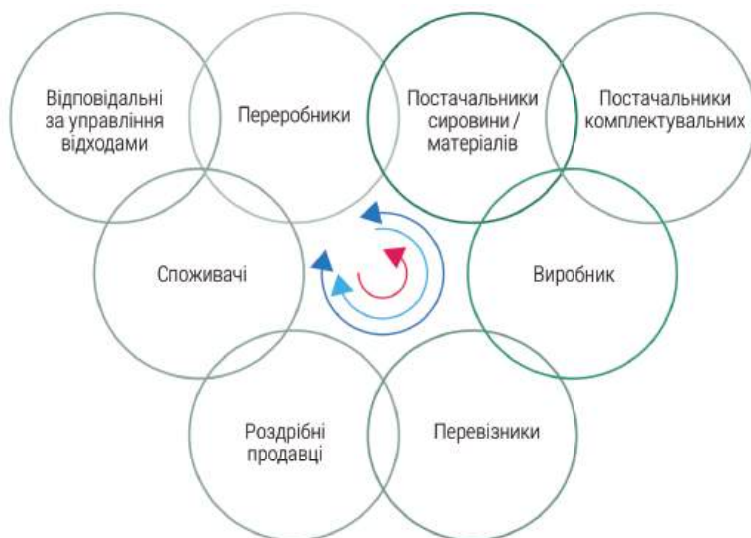 Відповідальні
за управління
відходами
Переробники
Постачальники
сировини /
матеріалів
Постачальники
комплектувальних
Споживачі
Виробник
Роздрібні
продавці
Перевізники